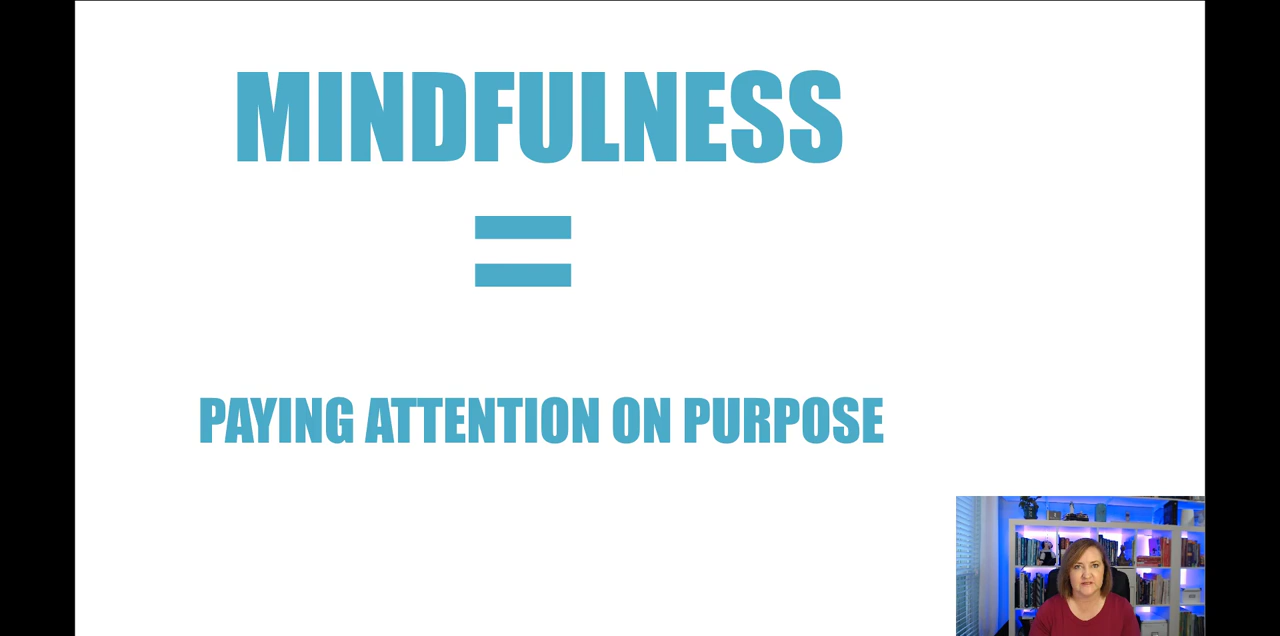 MINDFULNESS
=
PAYING ATTENTION ON PURPOSE